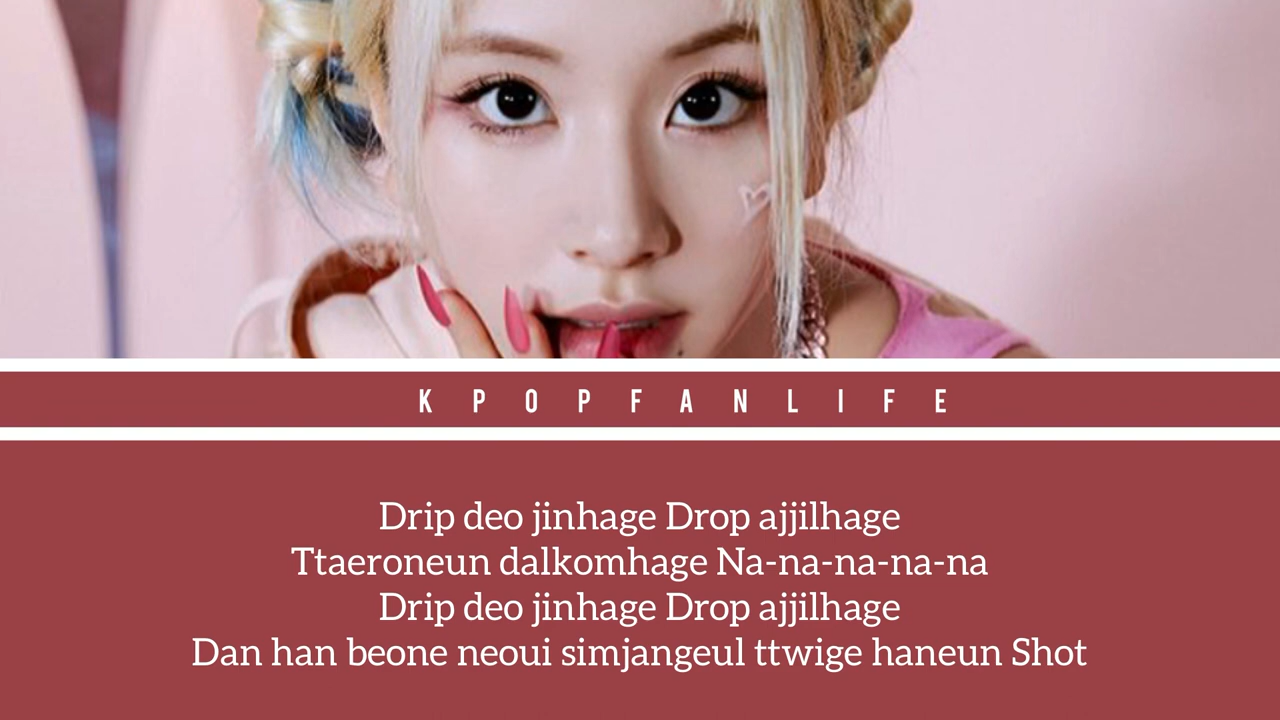 KPOPFANLIFE
Drip deo jinhage Drop ajjilhage
Ttaeroneun dalkomhage Na-na-na-na-na
Drip deo jinhage Drop ajjilhage
Dan han beone neoui simjangeul ttwige haneun Shot